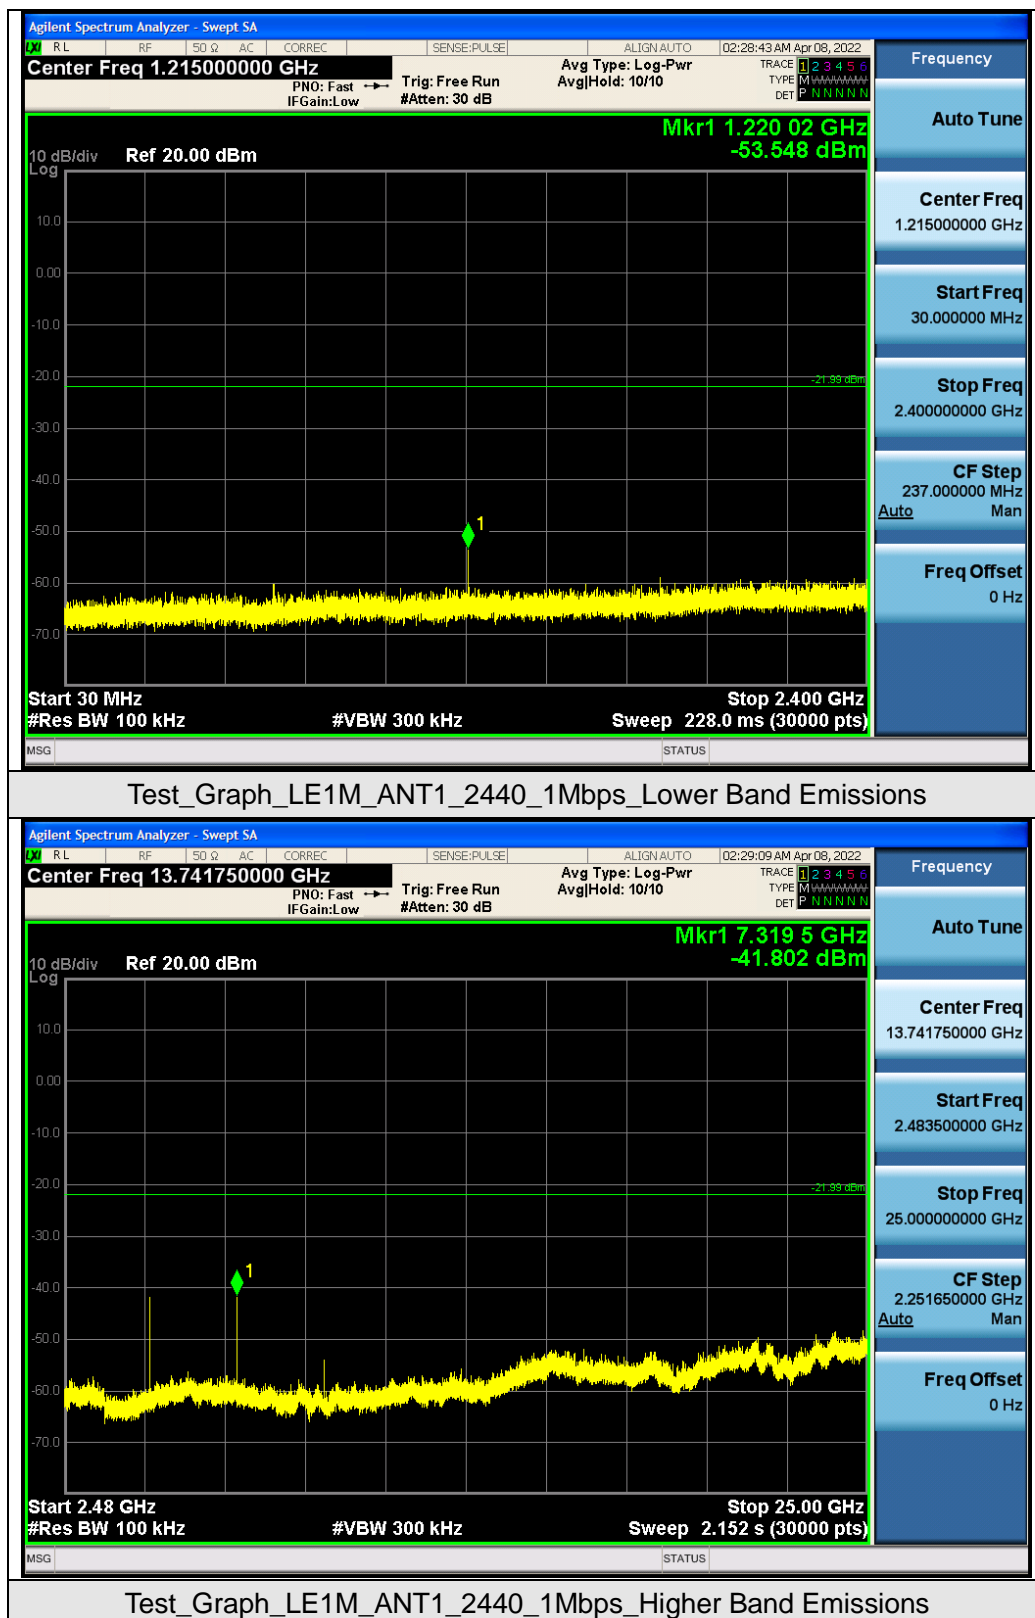 Agilent Spectrum Analyzer - Swept SA
LXI RL RF 50 Ω AC CORREC SENSE:PULSE ALIGN AUTO 02:28:43 AM Apr 08, 2022
Center Freq 1.215000000 GHz
PNO: Fast
IFGain:Low
Trig: Free Run
#Atten: 30 dB
Avg Type: Log-Pwr
Avg|Hold: 10/10
TRACE 1 2 3 4 5 6
TYPE M WWWWW
DET P N N N N N
Mkr1 1.220 02 GHz
-53.548 dBm
10 dB/div Ref 20.00 dBm
Log
10.0
0.00
-10.0
-20.0
-21.99 dBm
-30.0
-40.0
-50.0
1
-60.0
-70.0
Start 30 MHz Stop 2.400 GHz
#Res BW 100 kHz #VBW 300 kHz Sweep 228.0 ms (30000 pts)
MSG STATUS
Frequency
Auto Tune
Center Freq
1.215000000 GHz
Start Freq
30.000000 MHz
Stop Freq
2.400000000 GHz
CF Step
237.000000 MHz
Auto Man
Freq Offset
0 Hz
Test_Graph_LE1M_ANT1_2440_1Mbps_Lower Band Emissions
Agilent Spectrum Analyzer - Swept SA
LXI RL RF 50 Ω AC CORREC SENSE:PULSE ALIGN AUTO 02:29:09 AM Apr 08, 2022
Center Freq 13.741750000 GHz
PNO: Fast
IFGain:Low
Trig: Free Run
#Atten: 30 dB
Avg Type: Log-Pwr
Avg|Hold: 10/10
TRACE 1 2 3 4 5 6
TYPE M WWWWW
DET P N N N N N
Mkr1 7.319 5 GHz
-41.802 dBm
10 dB/div Ref 20.00 dBm
Log
10.0
0.00
-10.0
-20.0
-21.99 dBm
-30.0
1
-40.0
-50.0
-60.0
-70.0
Start 2.48 GHz Stop 25.00 GHz
#Res BW 100 kHz #VBW 300 kHz Sweep 2.152 s (30000 pts)
MSG STATUS
Frequency
Auto Tune
Center Freq
13.741750000 GHz
Start Freq
2.483500000 GHz
Stop Freq
25.000000000 GHz
CF Step
2.251650000 GHz
Auto Man
Freq Offset
0 Hz
Test_Graph_LE1M_ANT1_2440_1Mbps_Higher Band Emissions